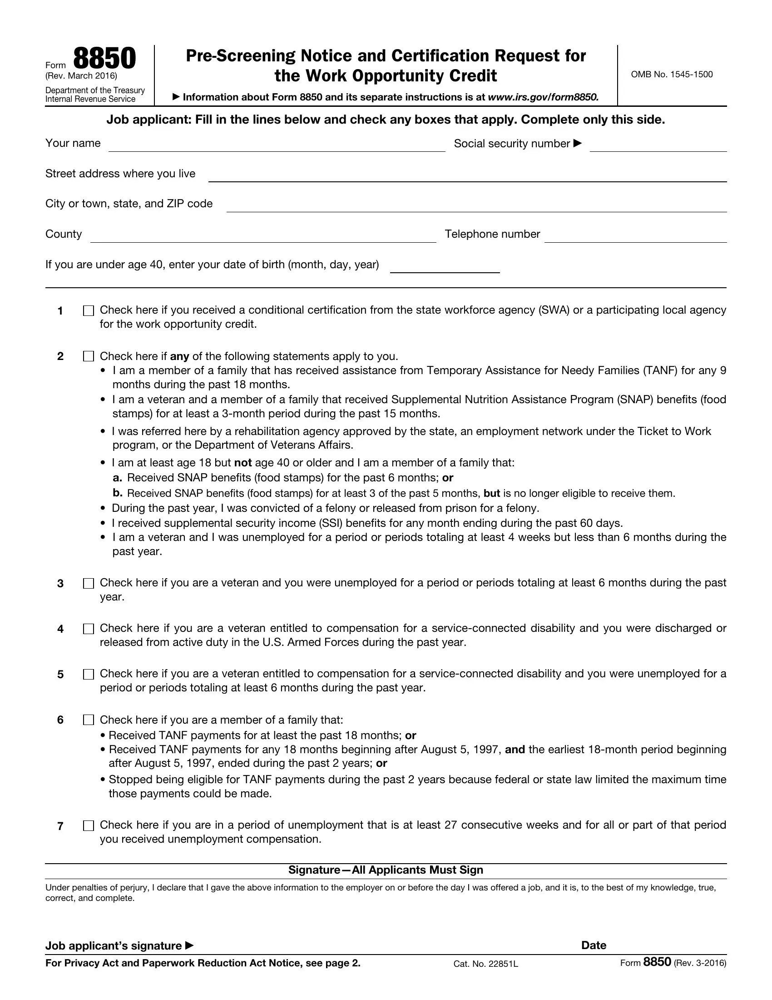 Form 8850
(Rev. March 2016)
Department of the Treasury
Internal Revenue Service
Pre-Screening Notice and Certification Request for
the Work Opportunity Credit
▶ Information about Form 8850 and its separate instructions is at www.irs.gov/form8850.
OMB No. 1545-1500
Job applicant: Fill in the lines below and check any boxes that apply. Complete only this side.
Your name Social security number ▶
Street address where you live
City or town, state, and ZIP code
County Telephone number
If you are under age 40, enter your date of birth (month, day, year)
1 Check here if you received a conditional certification from the state workforce agency (SWA) or a participating local agency
for the work opportunity credit.
2 Check here if any of the following statements apply to you.
• I am a member of a family that has received assistance from Temporary Assistance for Needy Families (TANF) for any 9
months during the past 18 months.
• I am a veteran and a member of a family that received Supplemental Nutrition Assistance Program (SNAP) benefits (food
stamps) for at least a 3-month period during the past 15 months.
• I was referred here by a rehabilitation agency approved by the state, an employment network under the Ticket to Work
program, or the Department of Veterans Affairs.
• I am at least age 18 but not age 40 or older and I am a member of a family that:
a. Received SNAP benefits (food stamps) for the past 6 months; or
b. Received SNAP benefits (food stamps) for at least 3 of the past 5 months, but is no longer eligible to receive them.
• During the past year, I was convicted of a felony or released from prison for a felony.
• I received supplemental security income (SSI) benefits for any month ending during the past 60 days.
• I am a veteran and I was unemployed for a period or periods totaling at least 4 weeks but less than 6 months during the
past year.
3 Check here if you are a veteran and you were unemployed for a period or periods totaling at least 6 months during the past
year.
4 Check here if you are a veteran entitled to compensation for a service-connected disability and you were discharged or
released from active duty in the U.S. Armed Forces during the past year.
5 Check here if you are a veteran entitled to compensation for a service-connected disability and you were unemployed for a
period or periods totaling at least 6 months during the past year.
6 Check here if you are a member of a family that:
• Received TANF payments for at least the past 18 months; or
• Received TANF payments for any 18 months beginning after August 5, 1997, and the earliest 18-month period beginning
after August 5, 1997, ended during the past 2 years; or
• Stopped being eligible for TANF payments during the past 2 years because federal or state law limited the maximum time
those payments could be made.
7 Check here if you are in a period of unemployment that is at least 27 consecutive weeks and for all or part of that period
you received unemployment compensation.
Signature—All Applicants Must Sign
Under penalties of perjury, I declare that I gave the above information to the employer on or before the day I was offered a job, and it is, to the best of my knowledge, true,
correct, and complete.
Job applicant’s signature ▶ Date
For Privacy Act and Paperwork Reduction Act Notice, see page 2. Cat. No. 22851L Form 8850 (Rev. 3-2016)